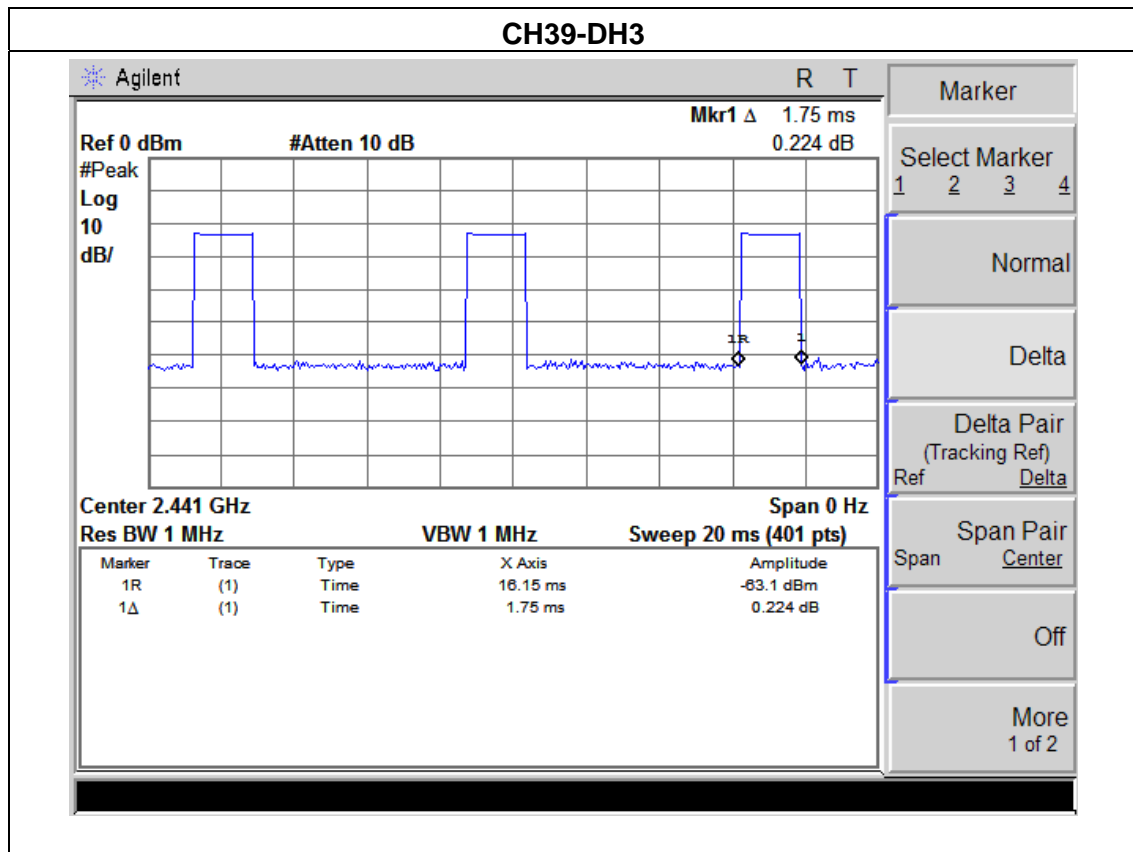 CH39-DH3
Agilent R T
Mkr1 Δ 1.75 ms
Ref 0 dBm #Atten 10 dB 0.224 dB
#Peak
Log
10
dB/
1R 1
Center 2.441 GHz Span 0 Hz
Res BW 1 MHz VBW 1 MHz Sweep 20 ms (401 pts)
Marker Trace Type X Axis Amplitude
1R (1) Time 16.15 ms -63.1 dBm
1Δ (1) Time 1.75 ms 0.224 dB
Marker
Select Marker
1 2 3 4
Normal
Delta
Delta Pair
(Tracking Ref)
Ref Delta
Span Pair
Span Center
Off
More
1 of 2